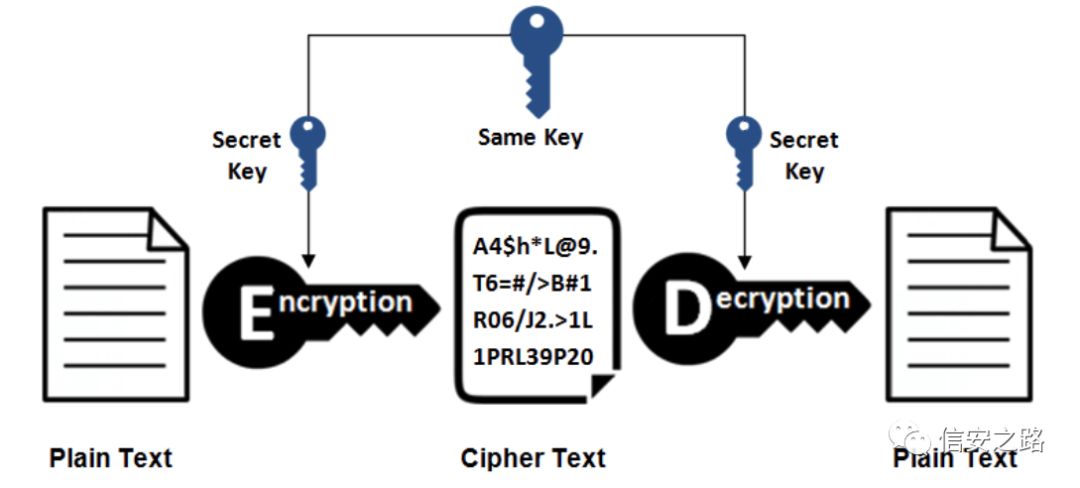 Same Key
Secret
Key
Secret
Key
Encryption
A4$h*L@9.
T6=#/>B#1
R06/J2.>1L
1PRL39P20
Decryption
Plain Text
Cipher Text
Plain Text
信安之路